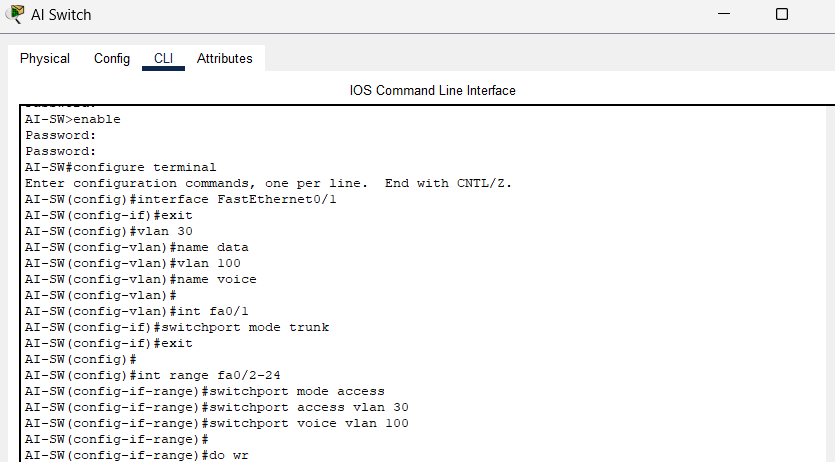 AI Switch
Physical Config CLI Attributes
IOS Command Line Interface
AI-SW>enable
Password:
Password:
AI-SW#configure terminal
Enter configuration commands, one per line.  End with CNTL/Z.
AI-SW(config)#interface FastEthernet0/1
AI-SW(config-if)#exit
AI-SW(config)#vlan 30
AI-SW(config-vlan)#name data
AI-SW(config-vlan)#vlan 100
AI-SW(config-vlan)#name voice
AI-SW(config-vlan)#
AI-SW(config-vlan)#int fa0/1
AI-SW(config-if)#switchport mode trunk
AI-SW(config-if)#exit
AI-SW(config)#
AI-SW(config)#int range fa0/2-24
AI-SW(config-if-range)#switchport mode access
AI-SW(config-if-range)#switchport access vlan 30
AI-SW(config-if-range)#switchport voice vlan 100
AI-SW(config-if-range)#
AI-SW(config-if-range)#do wr